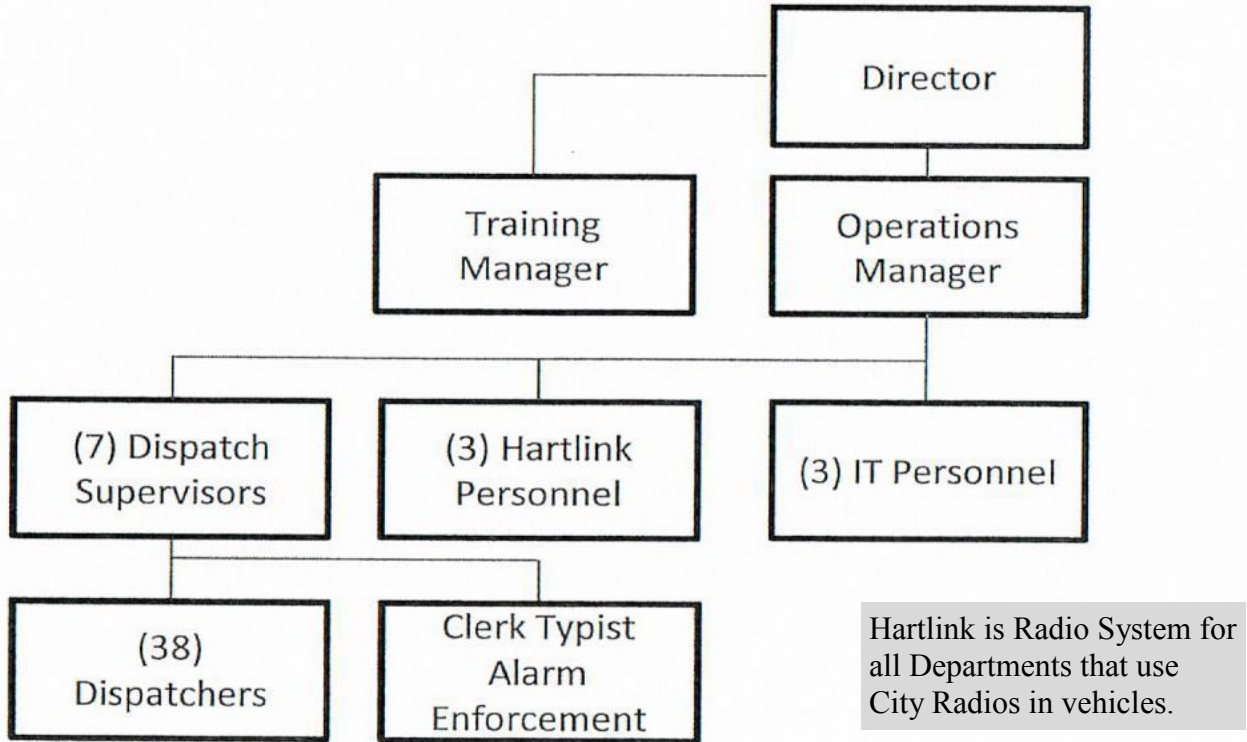 Director
Training
Manager
Operations
Manager
(7) Dispatch
Supervisors
(3) Hartlink
Personnel
(3) IT Personnel
(38)
Dispatchers
Clerk Typist
Alarm
Enforcement
Hartlink is Radio System for
all Departments that use
City Radios in vehicles.